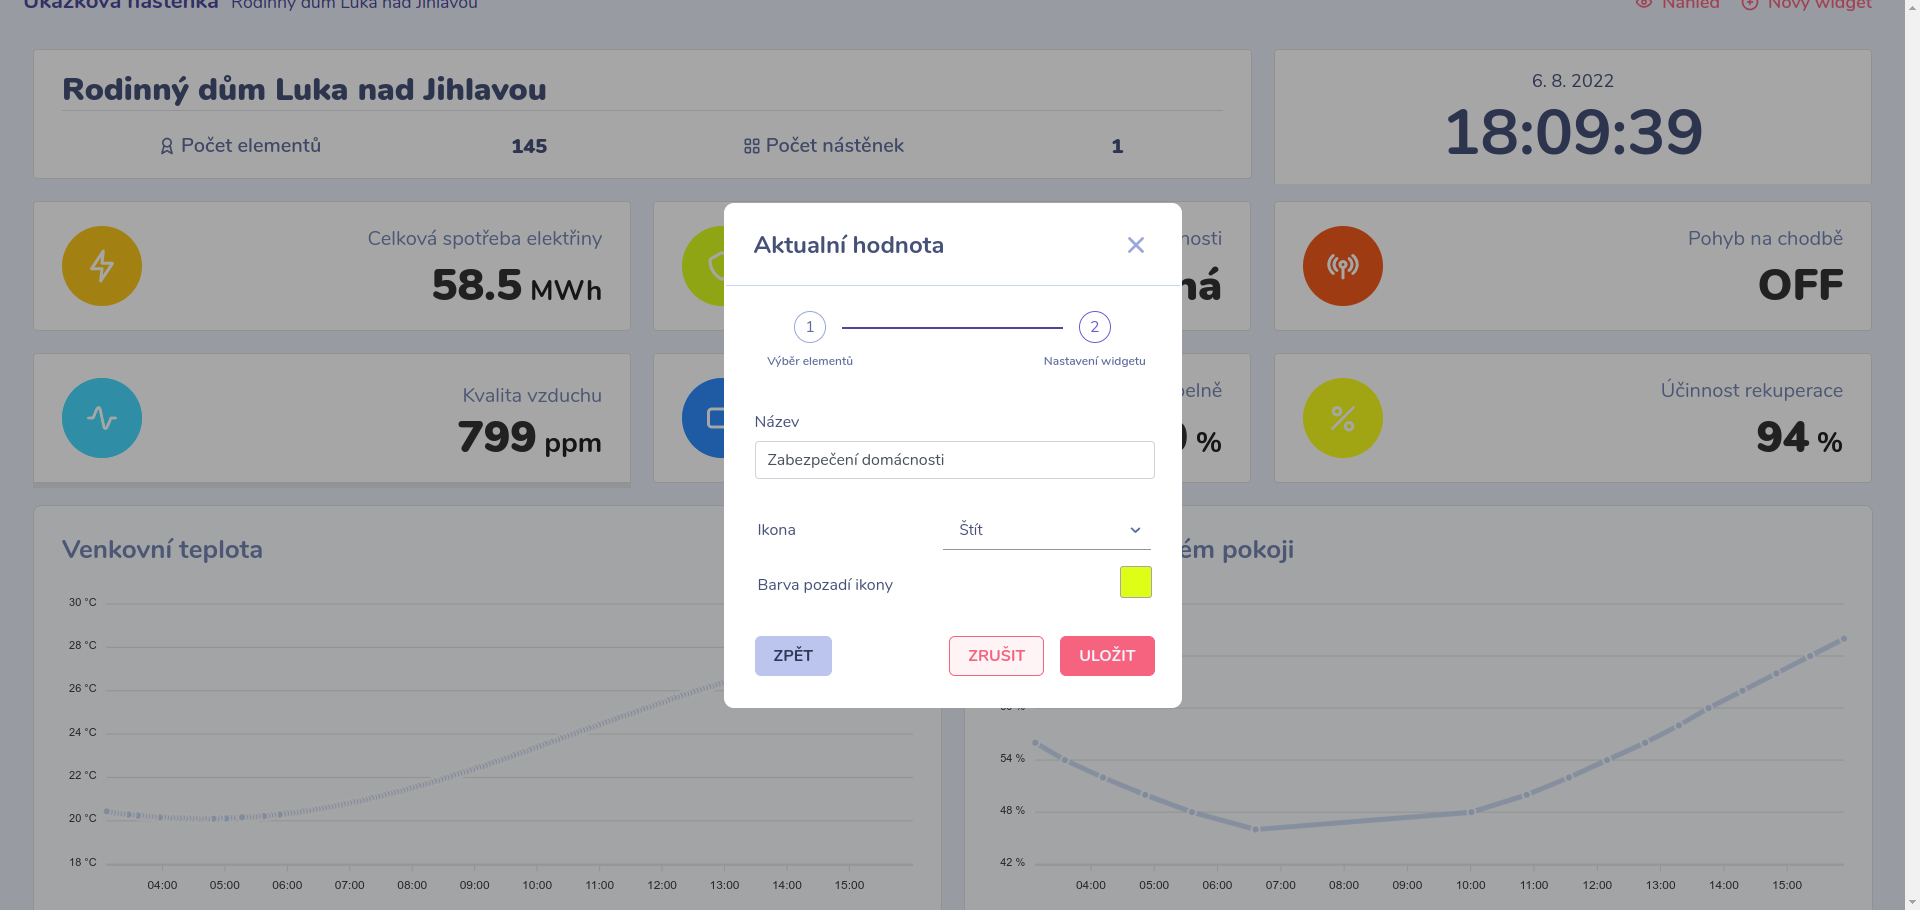 Ukázková nástěnka Rodinný dům Luka nad Jihlavou
Náhled Nový widget
Rodinný dům Luka nad Jihlavou
Počet elementů 145 Počet nástěnek 1
6. 8. 2022
18:09:39
Celková spotřeba elektřiny
58.5 MWh
nosti
ná
Pohyb na chodbě
OFF
Kvalita vzduchu
799 ppm
pelně
%
Účinnost rekuperace
94 %
Aktualní hodnota
1 2
Výběr elementů Nastavení widgetu
Název
Zabezpečení domácnosti
Ikona Štít
Barva pozadí ikony
ZPĚT ZRUŠIT ULOŽIT
Venkovní teplota
30 °C
28 °C
26 °C
24 °C
22 °C
20 °C
18 °C
04:00 05:00 06:00 07:00 08:00 09:00 10:00 11:00 12:00 13:00 14:00 15:00
ém pokoji
54 %
48 %
42 %
04:00 05:00 06:00 07:00 08:00 09:00 10:00 11:00 12:00 13:00 14:00 15:00